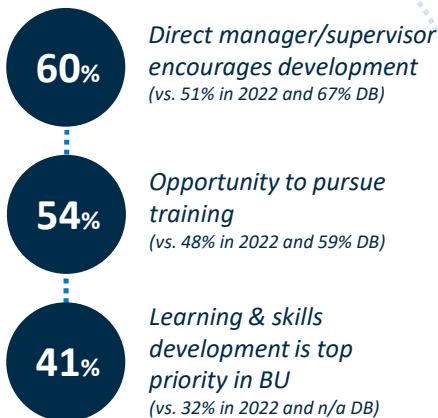 60%
Direct manager/supervisor
encourages development
(vs. 51% in 2022 and 67% DB)
54%
Opportunity to pursue
training
(vs. 48% in 2022 and 59% DB)
41%
Learning & skills
development is top
priority in BU
(vs. 32% in 2022 and n/a DB)